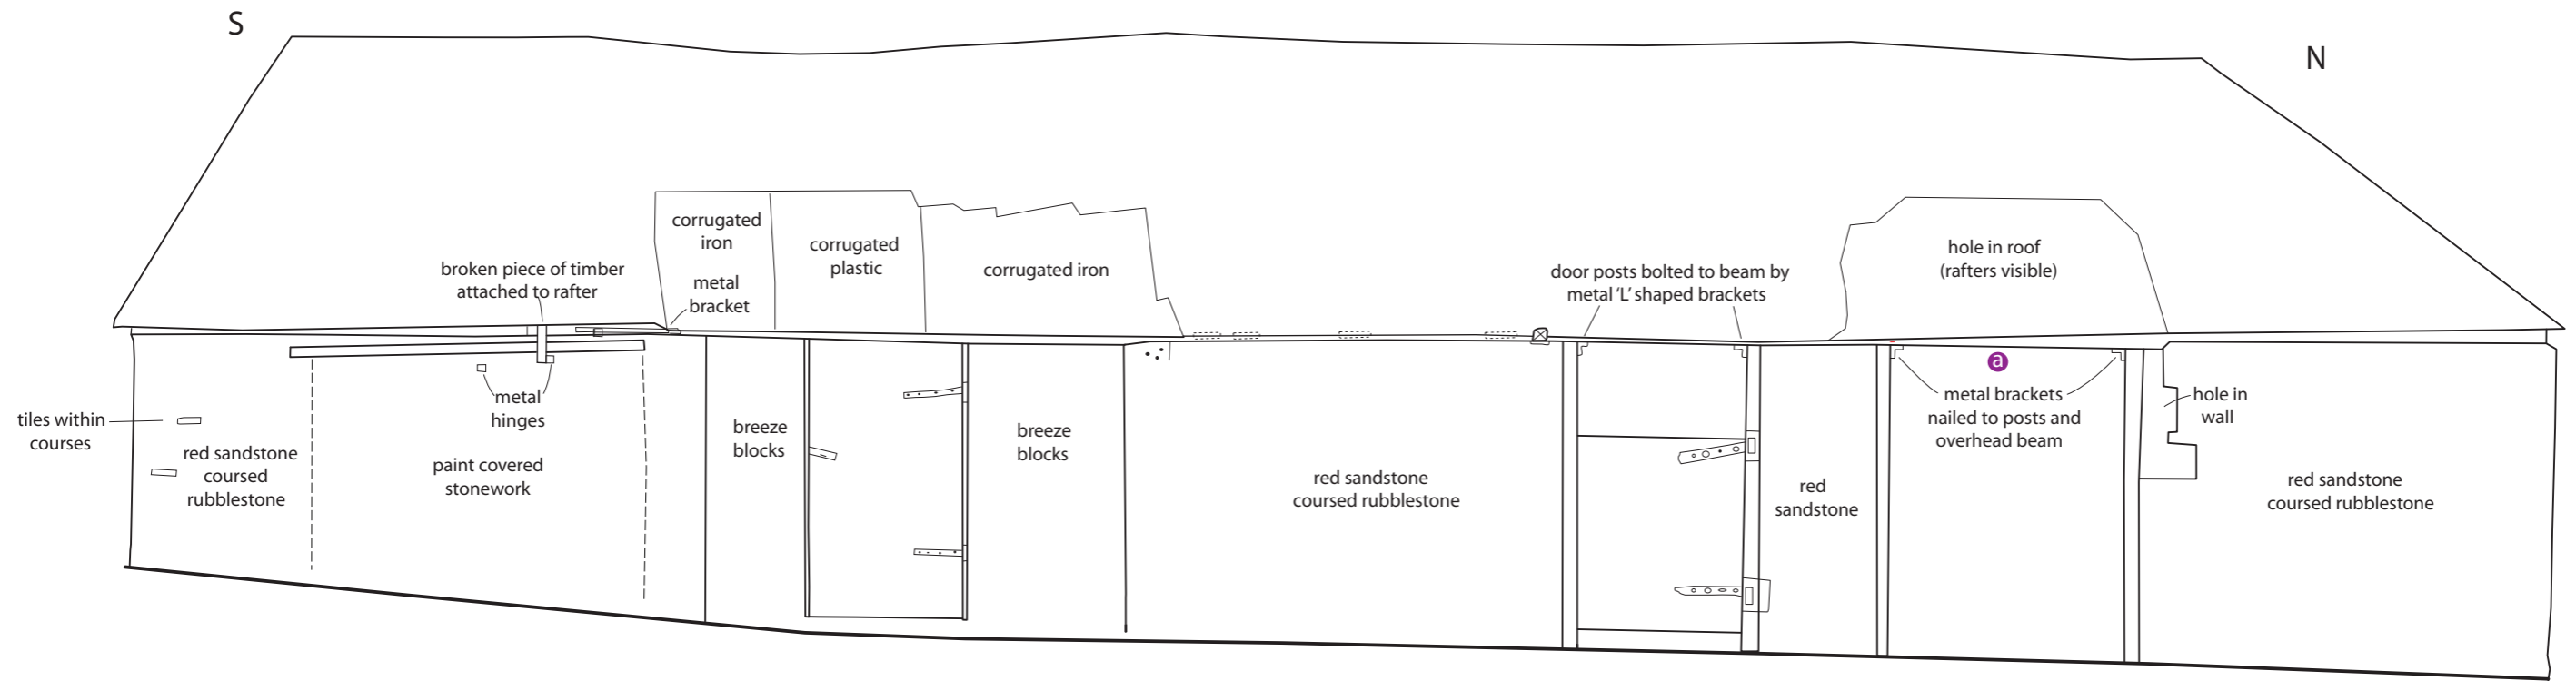 S
N
corrugated
iron
metal
bracket
corrugated
plastic
corrugated iron
broken piece of timber
attached to rafter
door posts bolted to beam by
metal ‘L’ shaped brackets
hole in roof
(rafters visible)
a
metal brackets
nailed to posts and
overhead beam
hole in
wall
metal
hinges
tiles within
courses
red sandstone
coursed
rubblestone
paint covered
stonework
breeze
blocks
breeze
blocks
red sandstone
coursed rubblestone
red
sandstone
red sandstone
coursed rubblestone